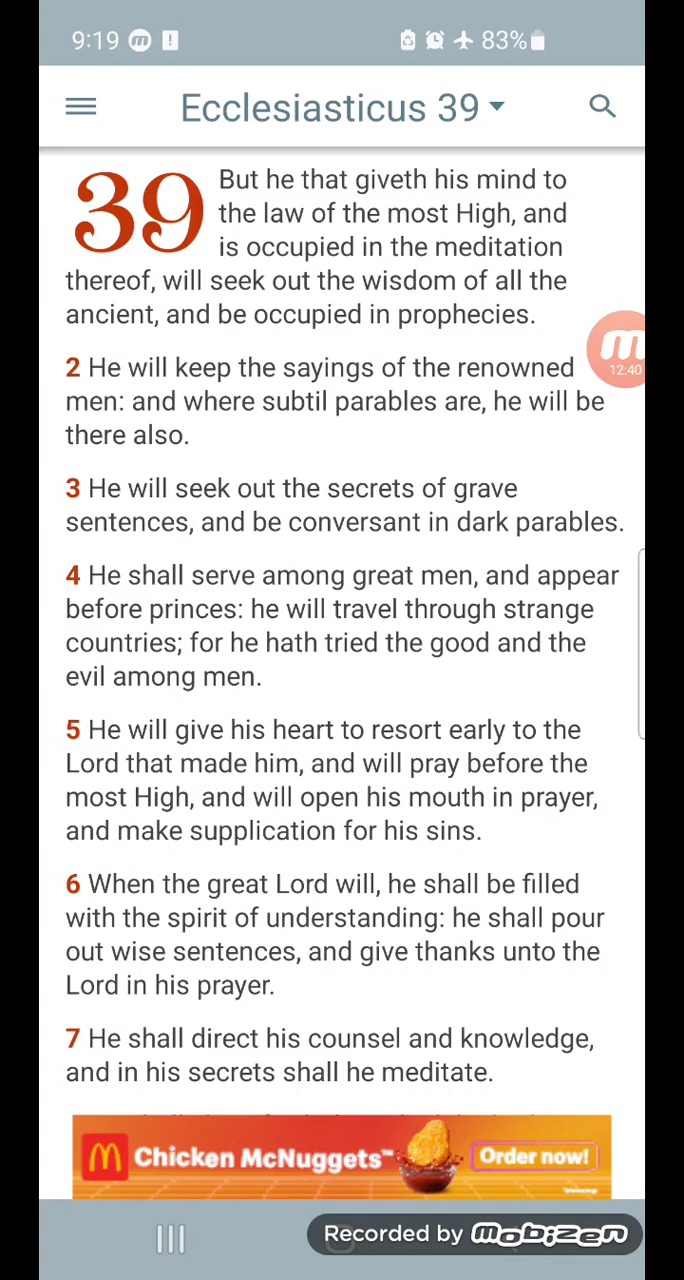 9:19 m ! 83%
Ecclesiasticus 39
39 But he that giveth his mind to
the law of the most High, and
is occupied in the meditation
thereof, will seek out the wisdom of all the
ancient, and be occupied in prophecies.
m
12:40
2 He will keep the sayings of the renowned
men: and where subtil parables are, he will be
there also.
3 He will seek out the secrets of grave
sentences, and be conversant in dark parables.
4 He shall serve among great men, and appear
before princes: he will travel through strange
countries; for he hath tried the good and the
evil among men.
5 He will give his heart to resort early to the
Lord that made him, and will pray before the
most High, and will open his mouth in prayer,
and make supplication for his sins.
6 When the great Lord will, he shall be filled
with the spirit of understanding: he shall pour
out wise sentences, and give thanks unto the
Lord in his prayer.
7 He shall direct his counsel and knowledge,
and in his secrets shall he meditate.
Chicken McNuggets™ Order now!
Recorded by mobizen